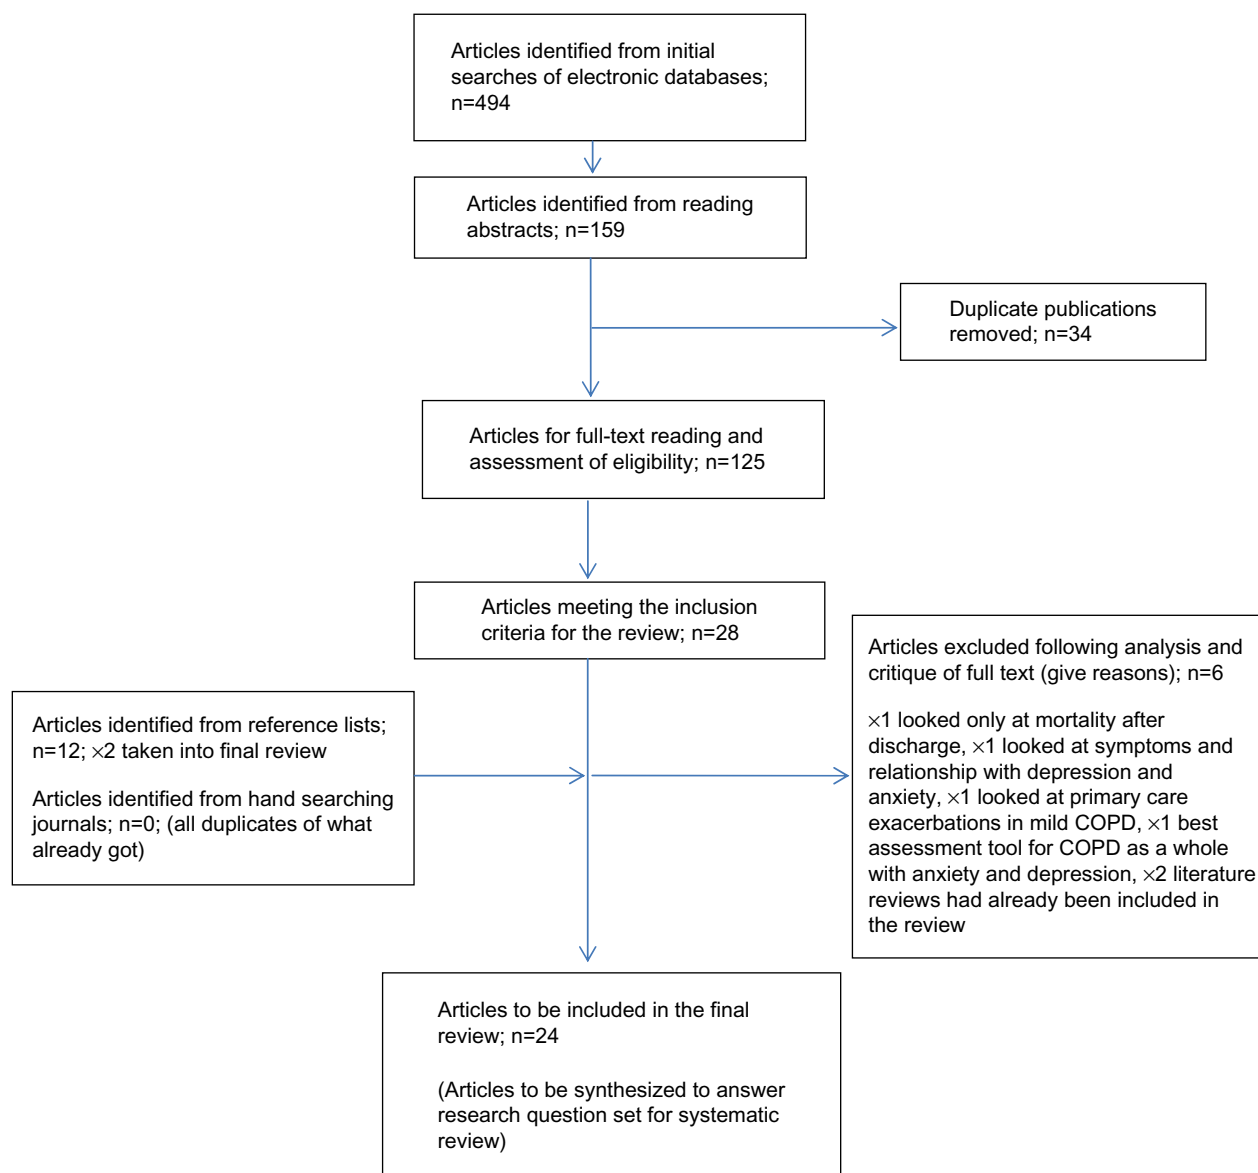 Articles identified from initial
searches of electronic databases;
n=494
Articles identified from reading
abstracts; n=159
Duplicate publications
removed; n=34
Articles for full-text reading and
assessment of eligibility; n=125
Articles meeting the inclusion
criteria for the review; n=28
Articles identified from reference lists;
n=12; ×2 taken into final review
Articles identified from hand searching
journals; n=0; (all duplicates of what
already got)
Articles excluded following analysis and
critique of full text (give reasons); n=6
×1 looked only at mortality after
discharge, ×1 looked at symptoms and
relationship with depression and
anxiety, ×1 looked at primary care
exacerbations in mild COPD, ×1 best
assessment tool for COPD as a whole
with anxiety and depression, ×2 literature
reviews had already been included in
the review
Articles to be included in the final
review; n=24
(Articles to be synthesized to answer
research question set for systematic
review)